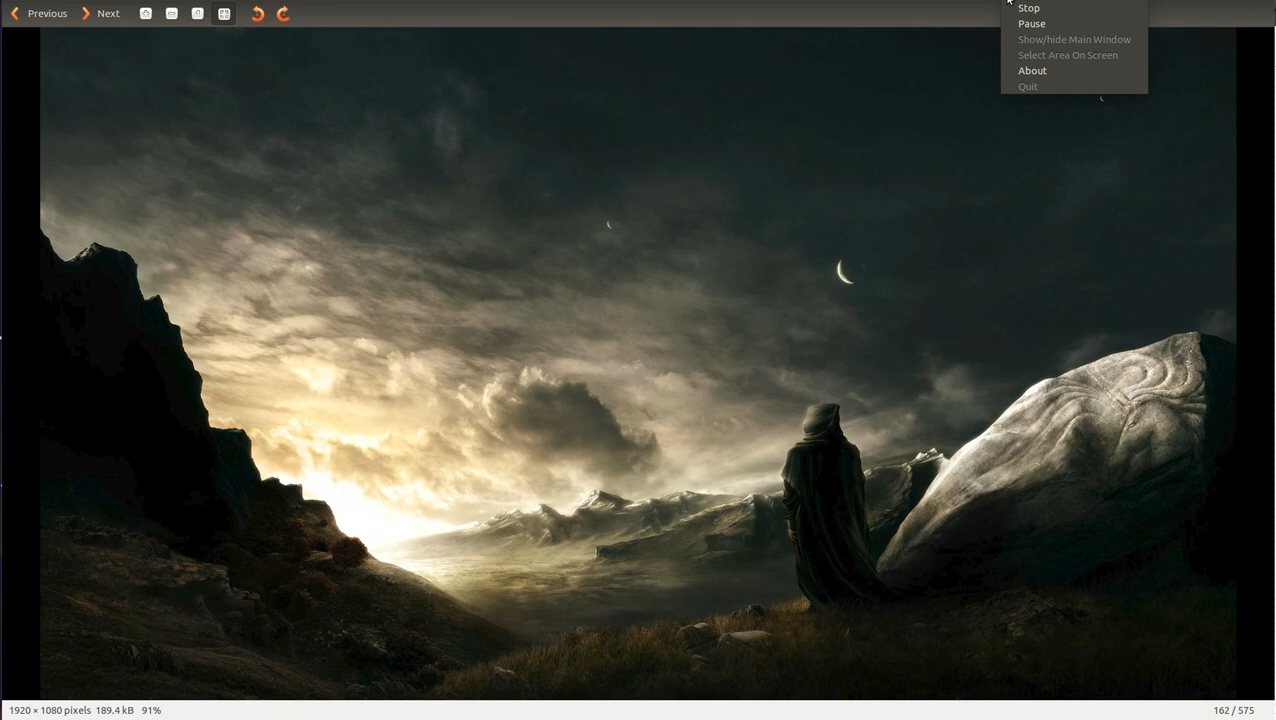 Previous Next
Stop
Pause
Show/hide Main Window
Select Area On Screen
About
Quit
1920 × 1080 pixels 189.4 kB 91% 162 / 575